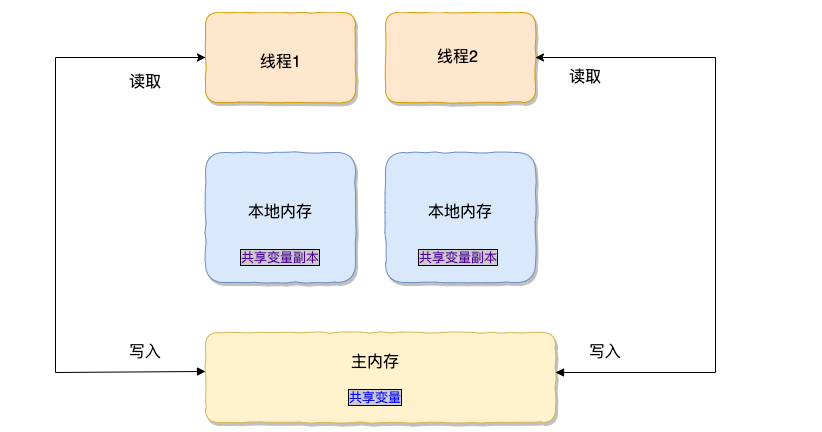 线程1
线程2
读取
读取
本地内存
本地内存
共享变量副本
共享变量副本
写入
主内存
写入
共享变量